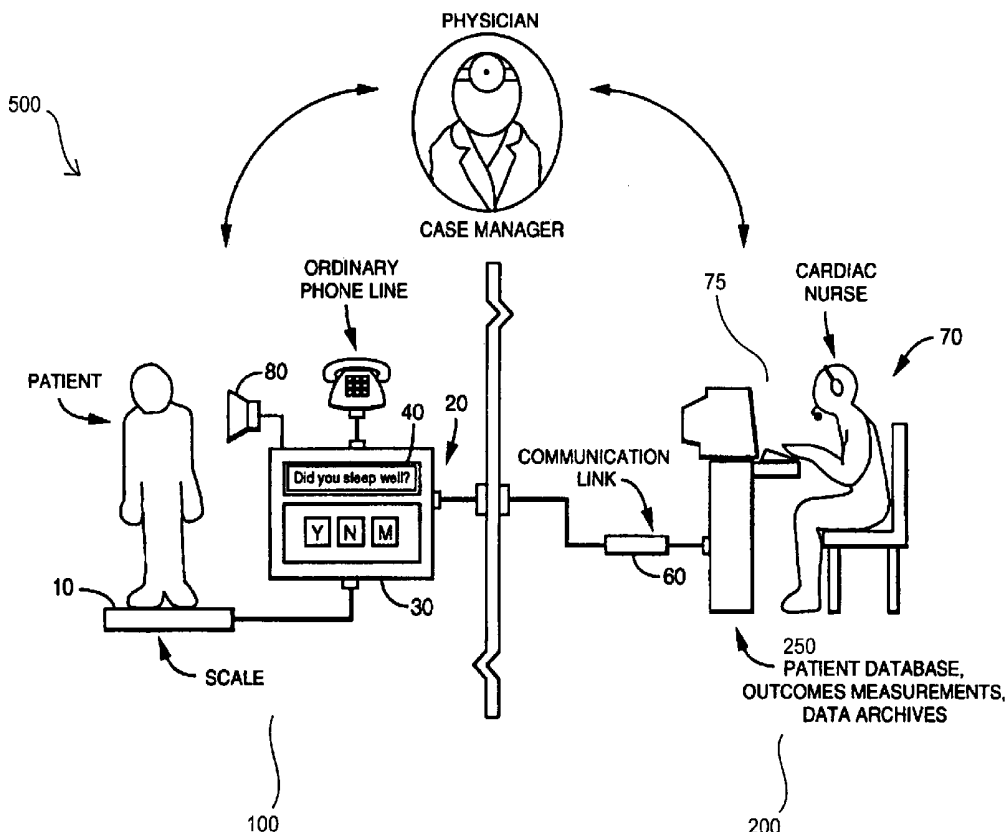 PHYSICIAN
500
CASE MANAGER
ORDINARY
PHONE LINE
75
CARDIAC
NURSE
70
PATIENT
80
40
20
Did you sleep well?
COMMUNICATION
LINK
Y N M
10
30
60
SCALE
250
PATIENT DATABASE,
OUTCOMES MEASUREMENTS,
DATA ARCHIVES
100
200